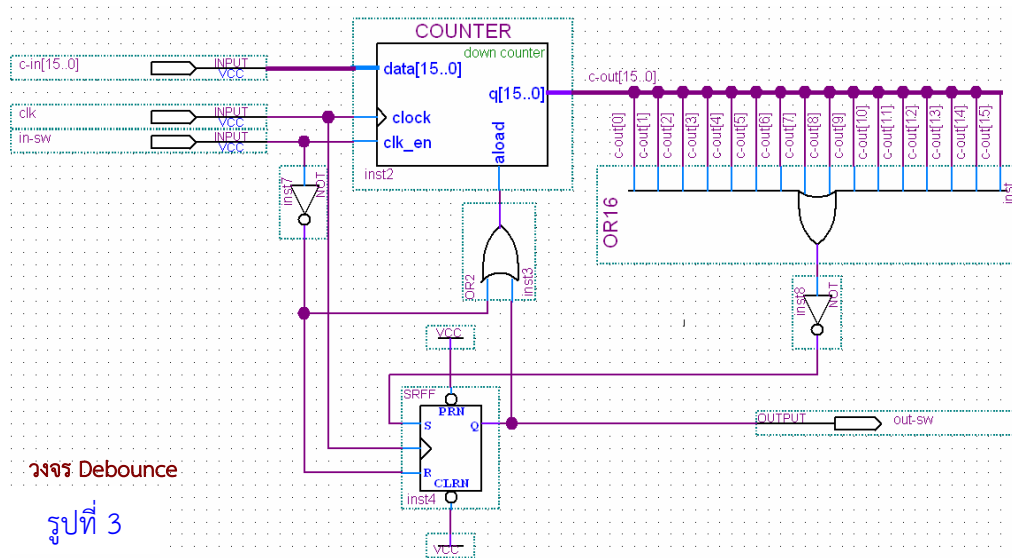 COUNTER
down counter
c-in[15..0]
INPUT
VCC
data[15..0]
q[15..0]
c-out[15..0]
clk
INPUT
VCC
clock
in-sw
INPUT
VCC
clk_en
aload
inst2
c-out[0]
c-out[1]
c-out[2]
c-out[3]
c-out[4]
c-out[5]
c-out[6]
c-out[7]
c-out[8]
c-out[9]
c-out[10]
c-out[11]
c-out[12]
c-out[13]
c-out[14]
c-out[15]
inst7
NOT
OR16
inst
OR2
inst3
inst8
NOT
VCC
SRFF
PRN
S
Q
R
CLRN
inst4
VCC
OUTPUT
out-sw
วงจร Debounce
รูปที่ 3